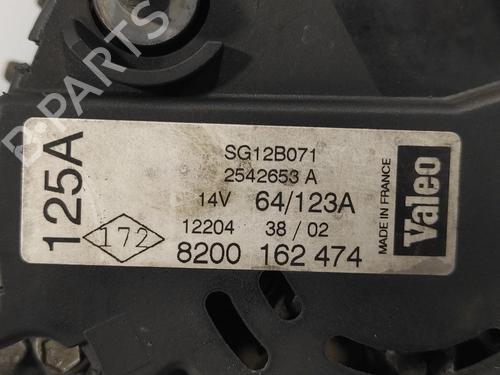 125A
172
SG12B071
2542653 A
14V 64/123A
12204 38 / 02
8200 162 474
Valeo
MADE IN FRANCE
B-PARTS